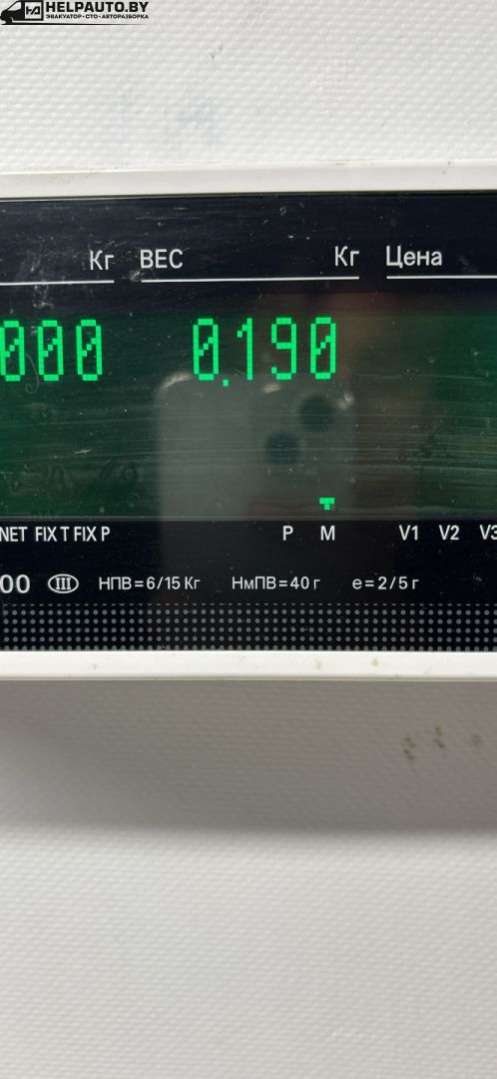 HELPAUTO.BY
ЭВАКУАТОР-СТО-АВТОРАЗБОРКА
Кг ВЕС Кг Цена
000 0.190
NET FIX T FIX P P M V1 V2 V3
00 III НПВ=6/15 Кг НмПВ=40 г e=2/5 г